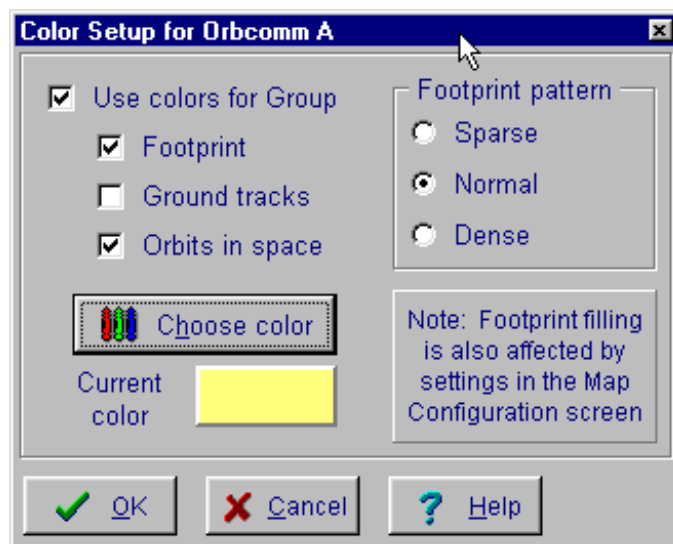 Color Setup for Orbcomm A
Use colors for Group
Footprint
Ground tracks
Orbits in space
Choose color
Current
color
Footprint pattern
Sparse
Normal
Dense
Note: Footprint filling
is also affected by
settings in the Map
Configuration screen
OK
Cancel
Help